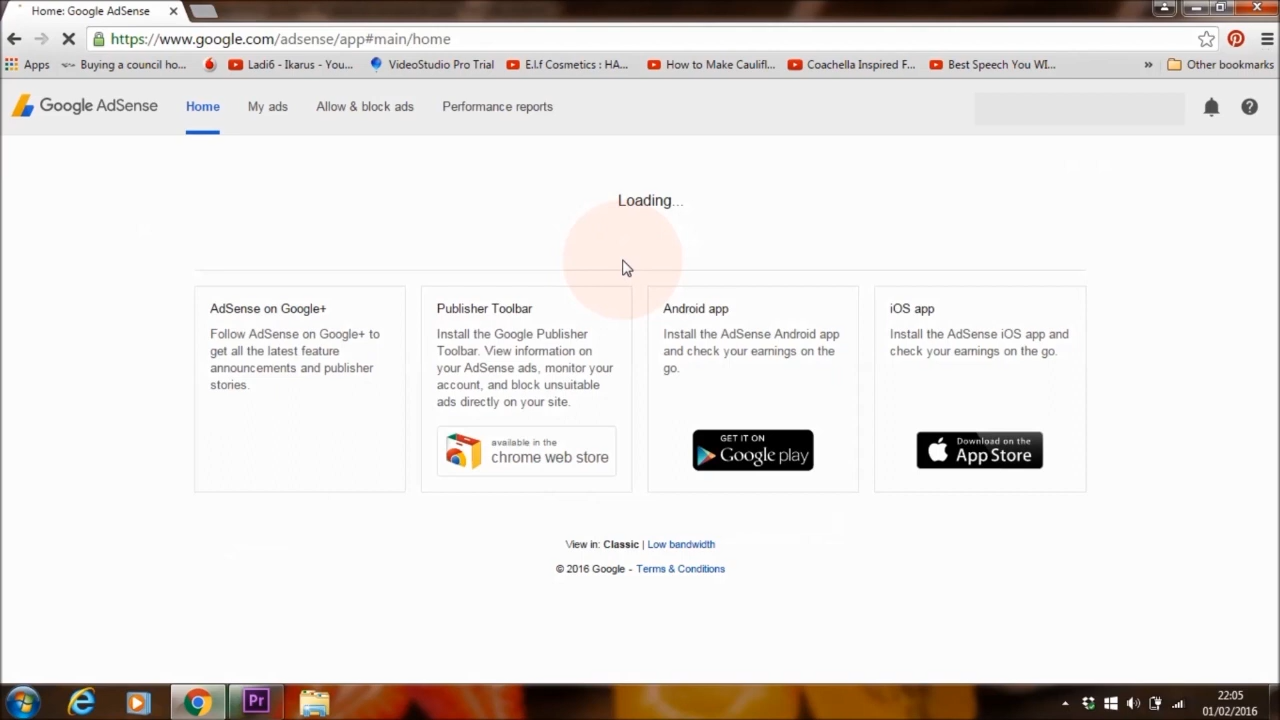 Home: Google AdSense
https://www.google.com/adsense/app#main/home
Apps Buying a council ho... Ladi6 - Ikarus - You... VideoStudio Pro Trial E.l.f Cosmetics : HA... How to Make Caulifl... Coachella Inspired F... Best Speech You WI... » Other bookmarks
Google AdSense Home My ads Allow & block ads Performance reports
Loading...
AdSense on Google+
Follow AdSense on Google+ to
get all the latest feature
announcements and publisher
stories.
Publisher Toolbar
Install the Google Publisher
Toolbar. View information on
your AdSense ads, monitor your
account, and block unsuitable
ads directly on your site.
available in the
chrome web store
Android app
Install the AdSense Android app
and check your earnings on the
go.
GET IT ON
Google play
iOS app
Install the AdSense iOS app and
check your earnings on the go.
Download on the
App Store
View in: Classic | Low bandwidth
© 2016 Google - Terms & Conditions
Pr
22:05
01/02/2016